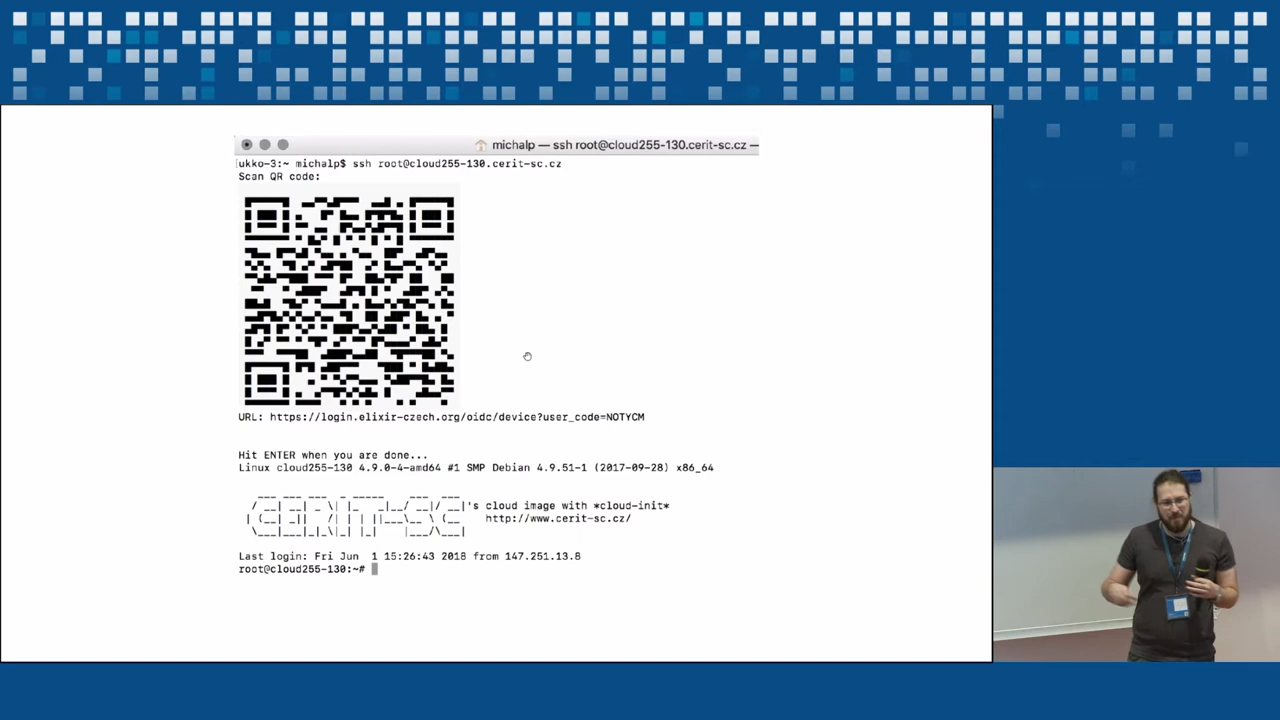 michalp — ssh root@cloud255-130.cerit-sc.cz —
ukko-3:~ michalp$ ssh root@cloud255-130.cerit-sc.cz
Scan QR code:
URL: https://login.elixir-czech.org/oidc/device?user_code=NOTYCM
Hit ENTER when you are done...
Linux cloud255-130 4.9.0-4-amd64 #1 SMP Debian 4.9.51-1 (2017-09-28) x86_64
CERIT-SC's cloud image with *cloud-init*
http://www.cerit-sc.cz/
Last login: Fri Jun  1 15:26:43 2018 from 147.251.13.8
root@cloud255-130:~#